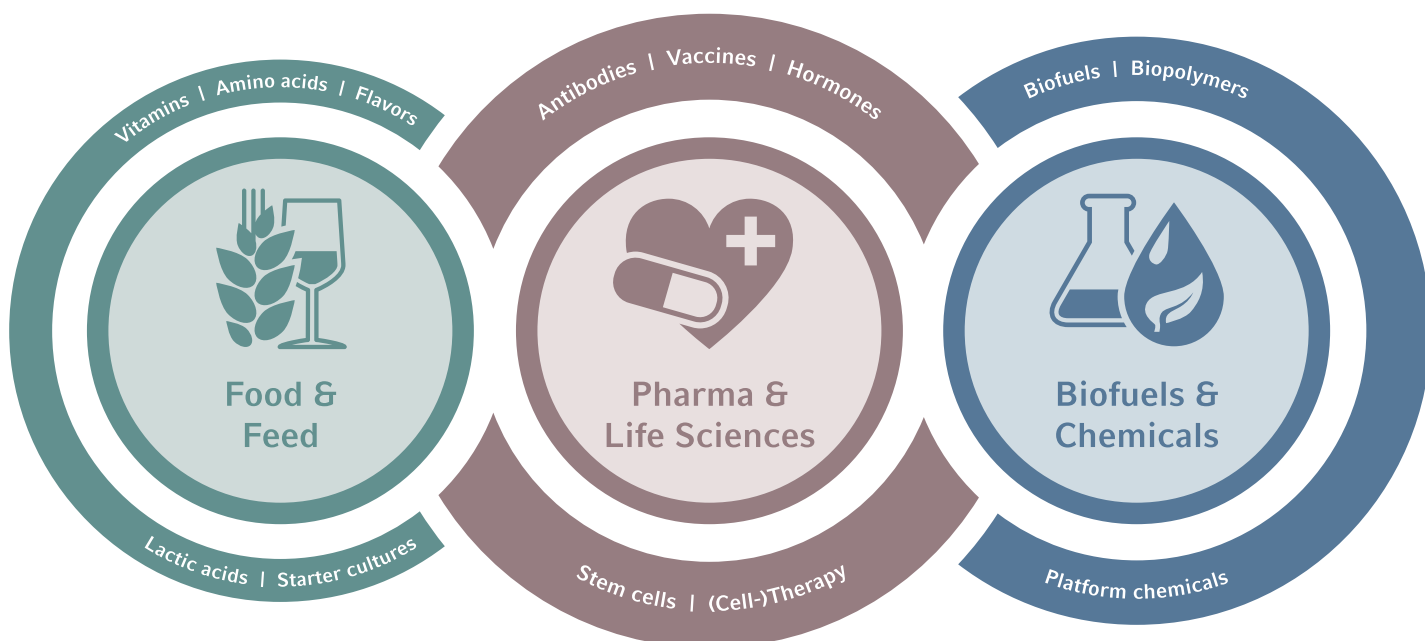 Vitamins | Amino acids | Flavors
Food &
Feed
Lactic acids | Starter cultures
Antibodies | Vaccines | Hormones
Pharma &
Life Sciences
Stem cells | (Cell-)Therapy
Biofuels | Biopolymers
Biofuels &
Chemicals
Platform chemicals